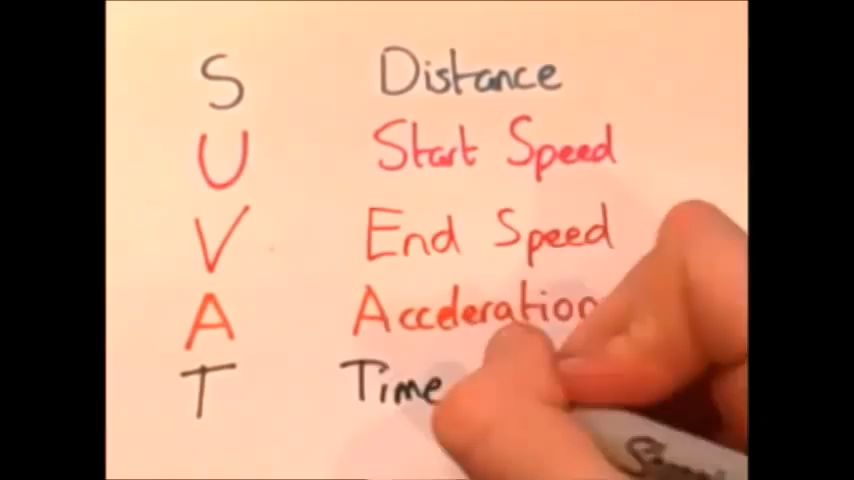 S Distance
U Start Speed
V End Speed
A Acceleration
T Time